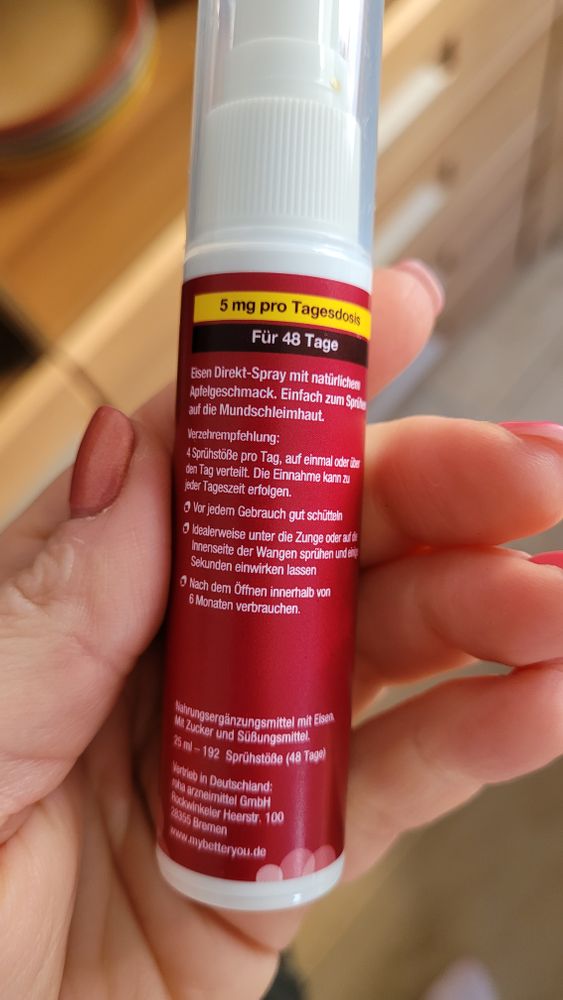 5 mg pro Tagesdosis
Für 48 Tage
Eisen Direkt-Spray mit natürlichem
Apfelgeschmack. Einfach zum Sprühen
auf die Mundschleimhaut.
Verzehrempfehlung:
4 Sprühstöße pro Tag, auf einmal oder über
den Tag verteilt. Die Einnahme kann zu
jeder Tageszeit erfolgen.
Vor jedem Gebrauch gut schütteln
Idealerweise unter die Zunge oder auf die
Innenseite der Wangen sprühen und einige
Sekunden einwirken lassen
Nach dem Öffnen innerhalb von
6 Monaten verbrauchen.
Nahrungsergänzungsmittel mit Eisen.
Mit Zucker und Süßungsmittel.
25 ml – 192 Sprühstöße (48 Tage)
Vertrieb in Deutschland:
roha arzneimittel GmbH
Rockwinkeler Heerstr. 100
28355 Bremen
www.mybetteryou.de